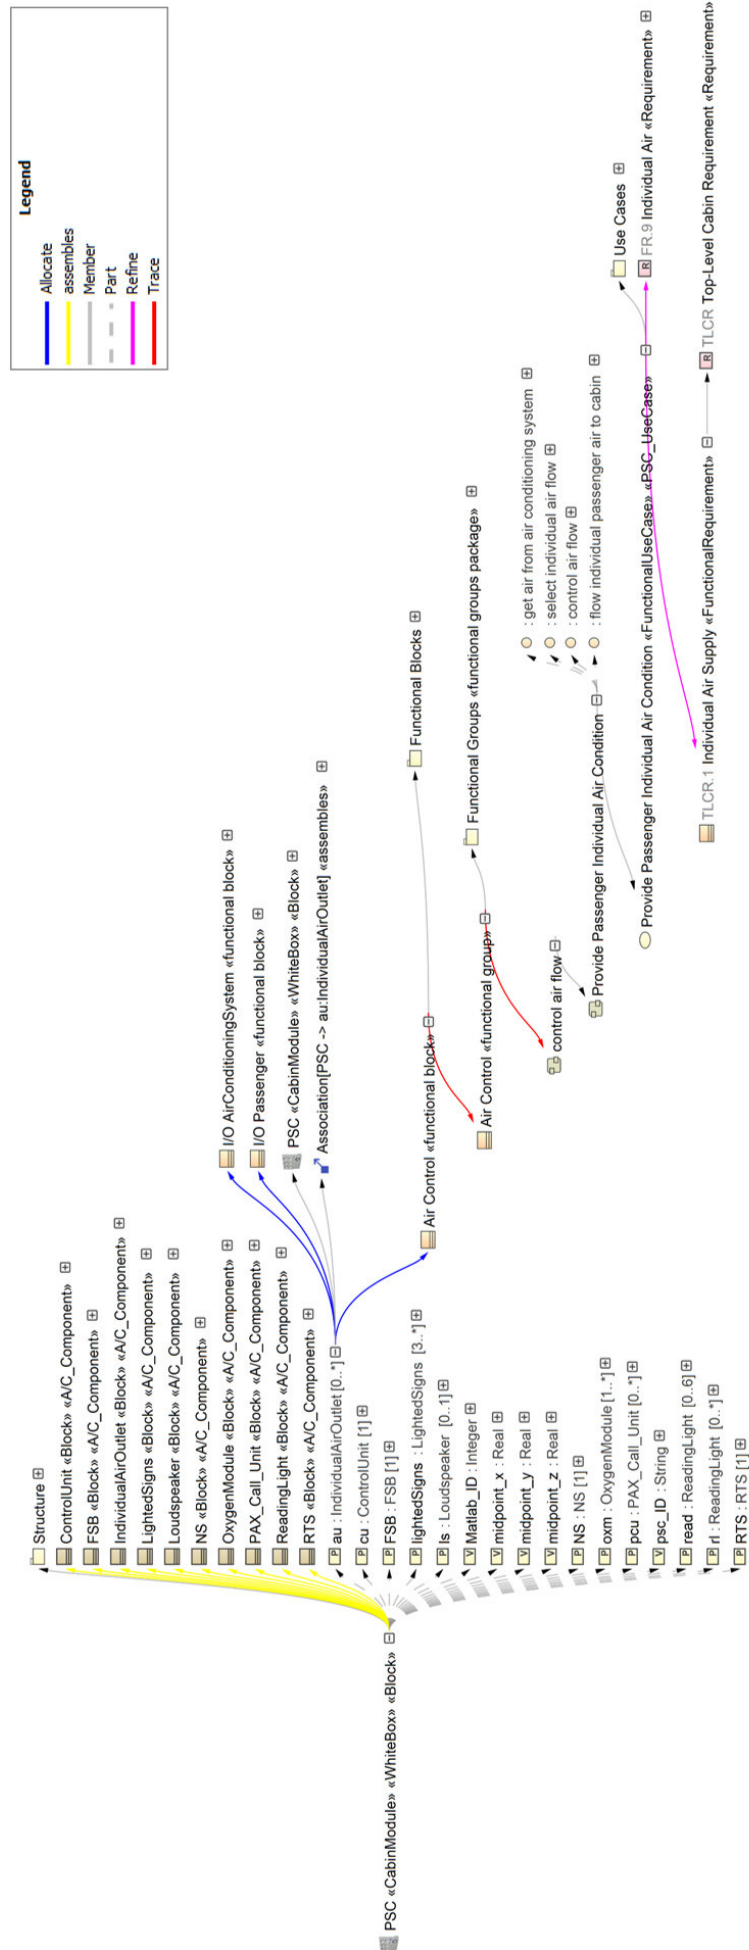 Legend
Allocate
assembles
Member
Part
Refine
Trace
PSC «CabinModule» «WhiteBox» «Block»
Structure
ControlUnit «Block» «A/C_Component»
FSB «Block» «A/C_Component»
IndividualAirOutlet «Block» «A/C_Component»
LightedSigns «Block» «A/C_Component»
Loudspeaker «Block» «A/C_Component»
NS «Block» «A/C_Component»
OxygenModule «Block» «A/C_Component»
PAX_Call_Unit «Block» «A/C_Component»
ReadingLight «Block» «A/C_Component»
RTS «Block» «A/C_Component»
P au : IndividualAirOutlet [0..*]
P cu : ControlUnit [1]
P FSB : FSB [1]
P lightedSigns : LightedSigns [3..*]
P ls : Loudspeaker [0..1]
V Matlab_ID : Integer
V midpoint_x : Real
V midpoint_y : Real
V midpoint_z : Real
P NS : NS [1]
P oxm : OxygenModule [1..*]
P pcu : PAX_Call_Unit [0..*]
V psc_ID : String
P read : ReadingLight [0..6]
P rl : ReadingLight [0..*]
P RTS : RTS [1]
I/O AirConditioningSystem «functional block»
I/O Passenger «functional block»
PSC «CabinModule» «WhiteBox» «Block»
Association[PSC -> au:IndividualAirOutlet] «assembles»
Air Control «functional block»
Functional Blocks
Air Control «functional group»
Functional Groups «functional groups package»
control air flow
Provide Passenger Individual Air Condition
: get air from air conditioning system
: select individual air flow
: control air flow
: flow individual passenger air to cabin
Provide Passenger Individual Air Condition «FunctionalUseCase» «PSC_UseCase»
Use Cases
R FR.9 Individual Air «Requirement»
TLCR.1 Individual Air Supply «FunctionalRequirement»
R TLCR Top-Level Cabin Requirement «Requirement»